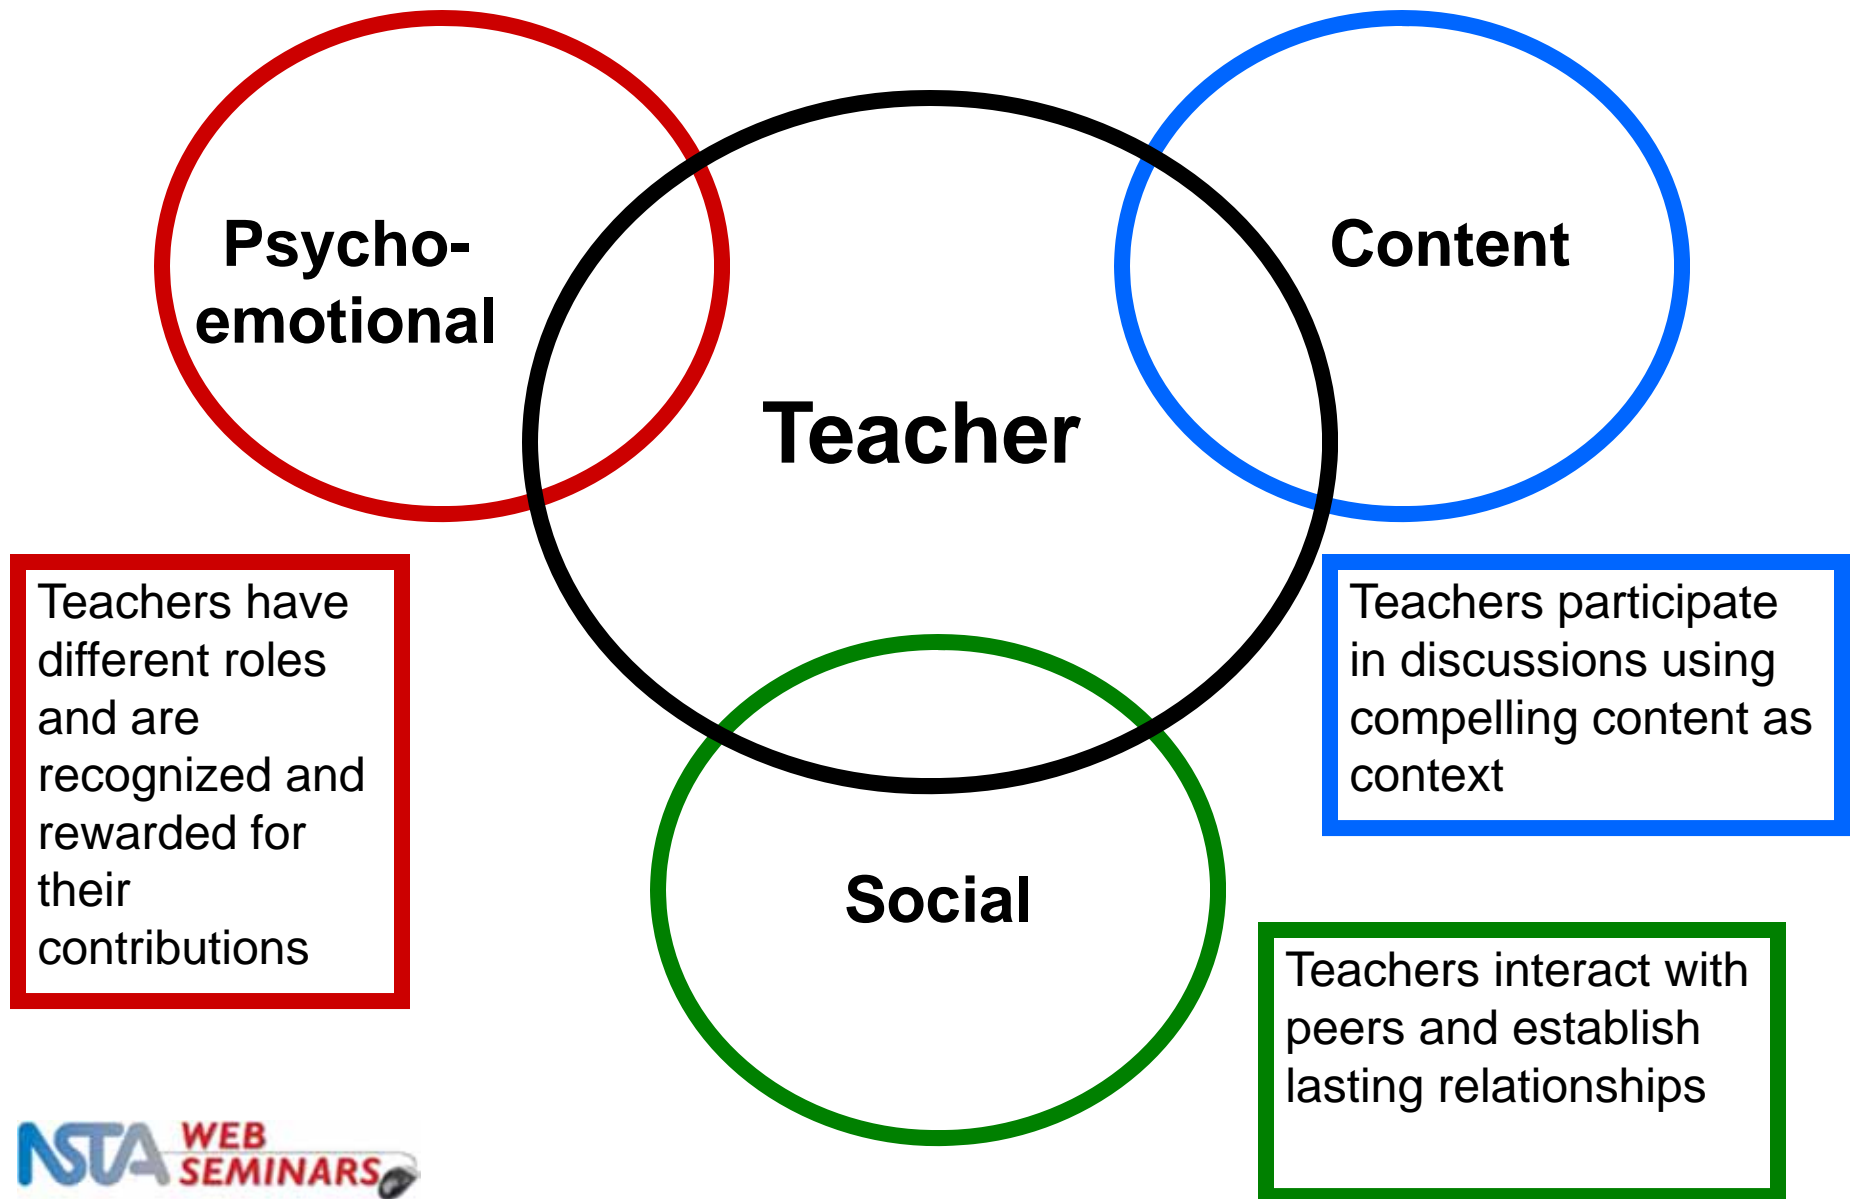 Psycho-
emotional
Content
Teacher
Social
Teachers have
different roles
and are
recognized and
rewarded for
their
contributions
Teachers participate
in discussions using
compelling content as
context
Teachers interact with
peers and establish
lasting relationships
NSTA WEB
SEMINARS